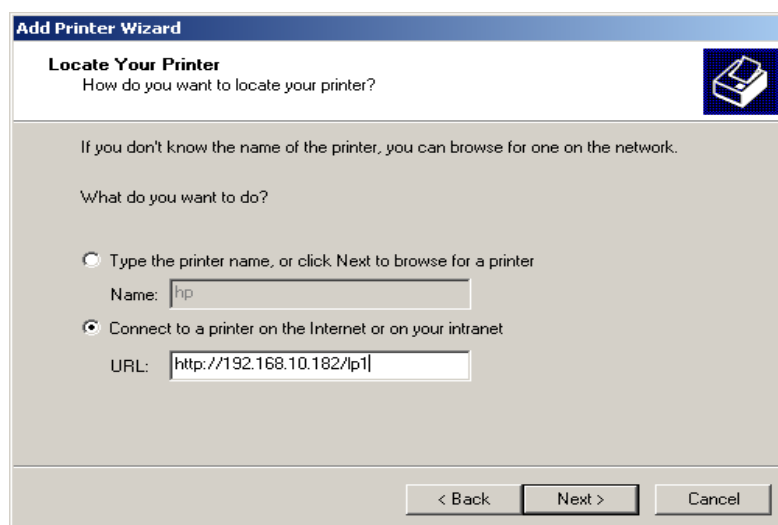 Add Printer Wizard
Locate Your Printer
How do you want to locate your printer?
If you don't know the name of the printer, you can browse for one on the network.
What do you want to do?
Type the printer name, or click Next to browse for a printer
Name: hp
Connect to a printer on the Internet or on your intranet
URL: http://192.168.10.182/lp1
< Back Next > Cancel